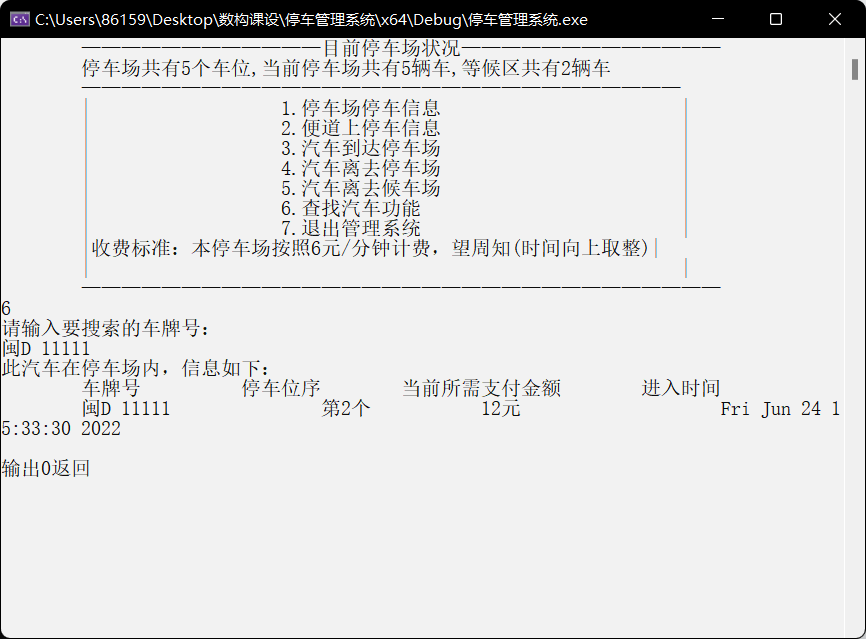 C:\Users\86159\Desktop\数构课设\停车管理系统\x64\Debug\停车管理系统.exe
————————————目前停车场状况—————————————
停车场共有5个车位,当前停车场共有5辆车,等候区共有2辆车
——————————————————————————————
1.停车场停车信息
2.便道上停车信息
3.汽车到达停车场
4.汽车离去停车场
5.汽车离去候车场
6.查找汽车功能
7.退出管理系统
收费标准：本停车场按照6元/分钟计费，望周知(时间向上取整)
————————————————————————————————
6
请输入要搜索的车牌号：
闽D 11111
此汽车在停车场内，信息如下：
车牌号 停车位序 当前所需支付金额 进入时间
闽D 11111 第2个 12元 Fri Jun 24 1
5:33:30 2022
输出0返回